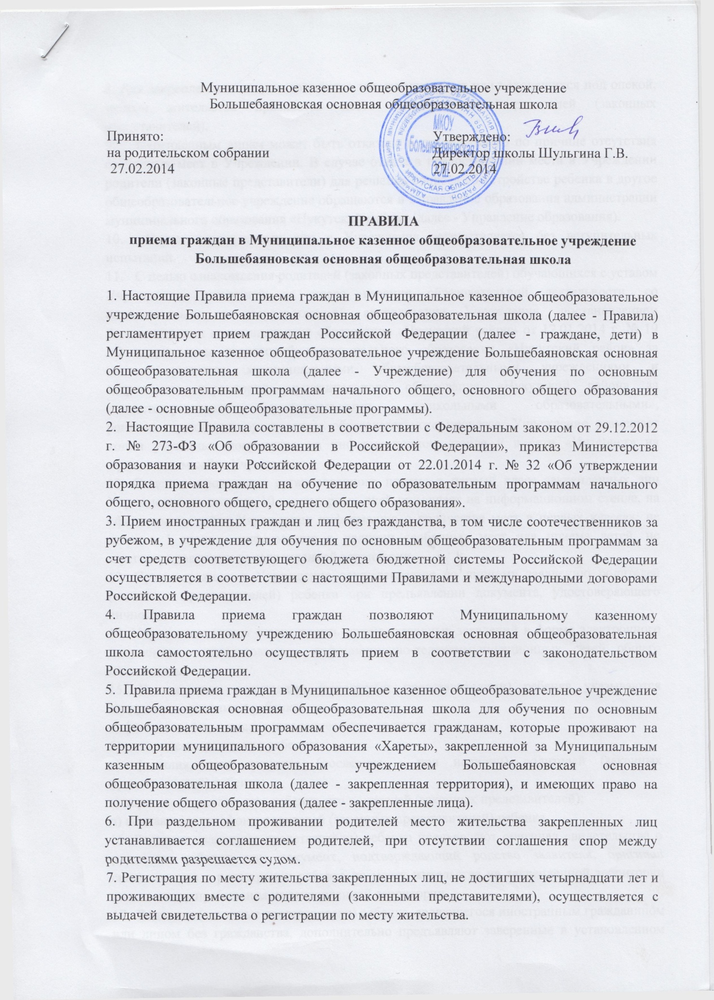 Муниципальное казенное общеобразовательное учреждение
Большебаяновская основная общеобразовательная школа
Принято:
на родительском собрании
27.02.2014
Утверждено:
Директор школы Шульгина Г.В.
27.02.2014
МКОУ
Большебаяновская
ООШ
ИРКУТСКАЯ ОБЛАСТЬ
ПРАВИЛА
приема граждан в Муниципальное казенное общеобразовательное учреждение
Большебаяновская основная общеобразовательная школа
1. Настоящие Правила приема граждан в Муниципальное казенное общеобразовательное
учреждение Большебаяновская основная общеобразовательная школа (далее - Правила)
регламентирует прием граждан Российской Федерации (далее - граждане, дети) в
Муниципальное казенное общеобразовательное учреждение Большебаяновская основная
общеобразовательная школа (далее - Учреждение) для обучения по основным
общеобразовательным программам начального общего, основного общего образования
(далее - основные общеобразовательные программы).
2. Настоящие Правила составлены в соответствии с Федеральным законом от 29.12.2012
г. № 273-ФЗ «Об образовании в Российской Федерации», приказ Министерства
образования и науки Российской Федерации от 22.01.2014 г. № 32 «Об утверждении
порядка приема граждан на обучение по образовательным программам начального
общего, основного общего, среднего общего образования».
3. Прием иностранных граждан и лиц без гражданства, в том числе соотечественников за
рубежом, в учреждение для обучения по основным общеобразовательным программам за
счет средств соответствующего бюджета бюджетной системы Российской Федерации
осуществляется в соответствии с настоящими Правилами и международными договорами
Российской Федерации.
4. Правила приема граждан позволяют Муниципальному казенному
общеобразовательному учреждению Большебаяновская основная общеобразовательная
школа самостоятельно осуществлять прием в соответствии с законодательством
Российской Федерации.
5. Правила приема граждан в Муниципальное казенное общеобразовательное учреждение
Большебаяновская основная общеобразовательная школа для обучения по основным
общеобразовательным программам обеспечивается гражданам, которые проживают на
территории муниципального образования «Хареты», закрепленной за Муниципальным
казенным общеобразовательным учреждением Большебаяновская основная
общеобразовательная школа (далее - закрепленная территория), и имеющих право на
получение общего образования (далее - закрепленные лица).
6. При раздельном проживании родителей место жительства закрепленных лиц
устанавливается соглашением родителей, при отсутствии соглашения спор между
родителями разрешается судом.
7. Регистрация по месту жительства закрепленных лиц, не достигших четырнадцати лет и
проживающих вместе с родителями (законными представителями), осуществляется с
выдачей свидетельства о регистрации по месту жительства.